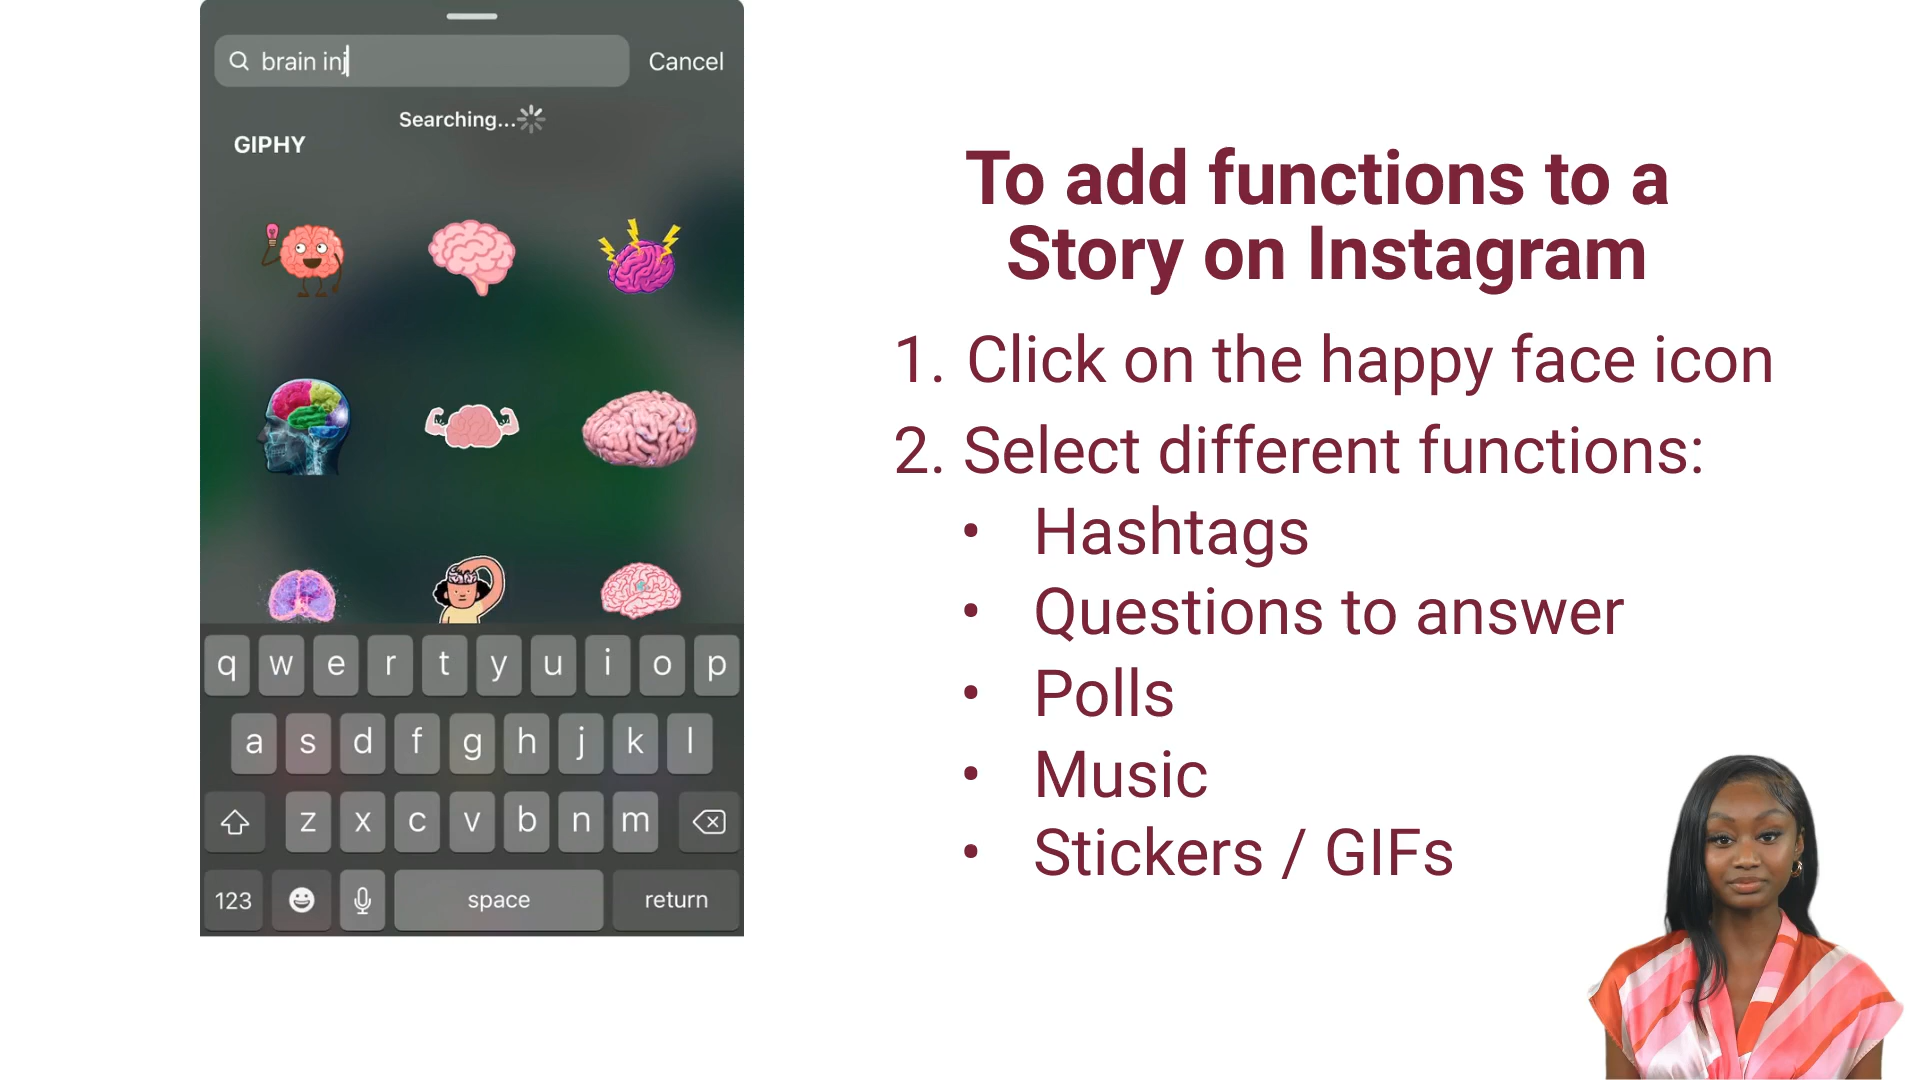 brain inj
Cancel
Searching...
GIPHY
q w e r t y u i o p
a s d f g h j k l
z x c v b n m
123
space
return
To add functions to a
Story on Instagram
1. Click on the happy face icon
2. Select different functions:
• Hashtags
• Questions to answer
• Polls
• Music
• Stickers / GIFs